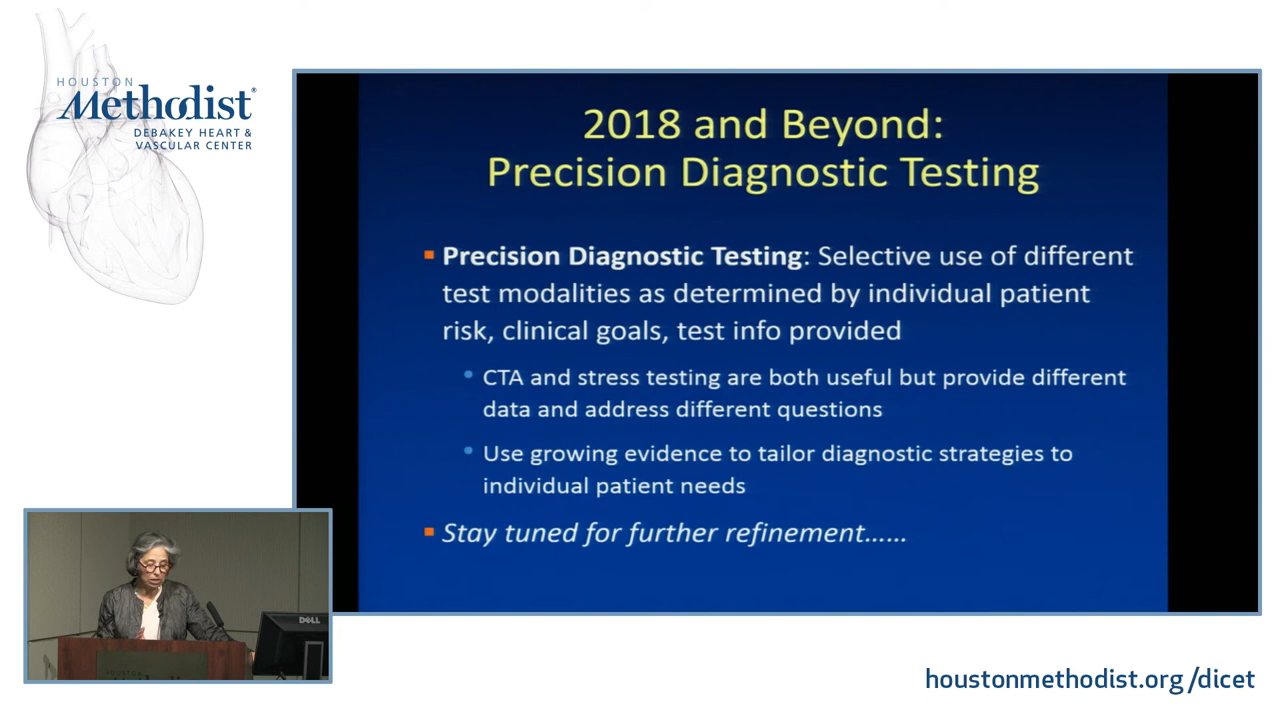 HOUSTON
Methodist®
DEBAKEY HEART &
VASCULAR CENTER
2018 and Beyond:
Precision Diagnostic Testing
Precision Diagnostic Testing: Selective use of different
test modalities as determined by individual patient
risk, clinical goals, test info provided
CTA and stress testing are both useful but provide different
data and address different questions
Use growing evidence to tailor diagnostic strategies to
individual patient needs
Stay tuned for further refinement......
DELL
HOUSTON
houstonmethodist.org/dicet